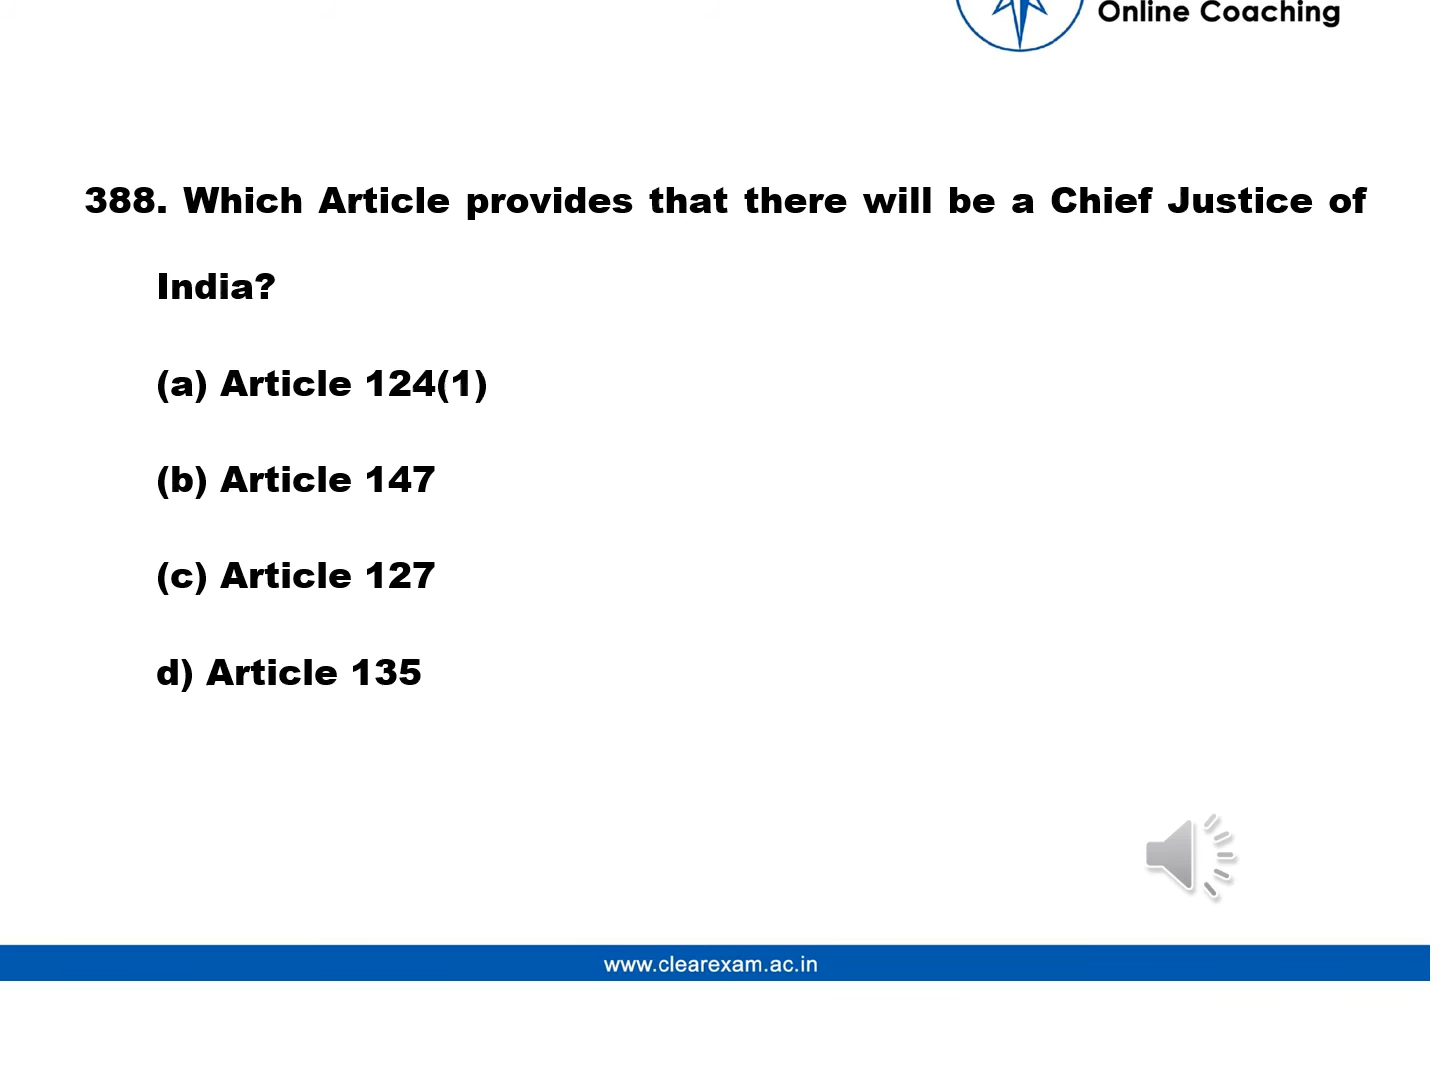 Online Coaching
388. Which Article provides that there will be a Chief Justice of
India?
(a) Article 124(1)
(b) Article 147
(c) Article 127
d) Article 135
www.clearexam.ac.in